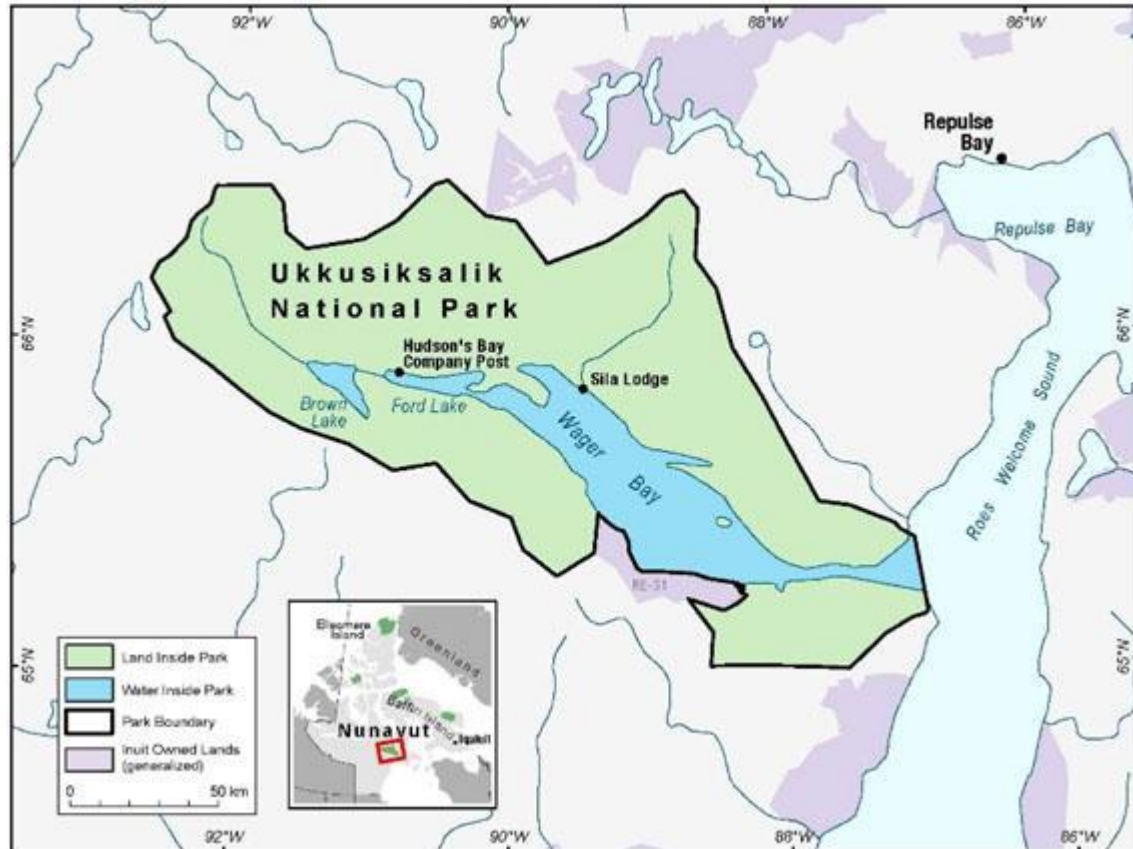 92°W 90°W 88°W 86°W
Repulse
Bay
Repulse Bay
Ukkusiksalik
National Park
66°N
66°N
Hudson's Bay
Company Post
Sila Lodge
Brown
Lake
Ford Lake
Wager
Bay
Roes Welcome Sound
RE-31
65°N
65°N
Land Inside Park
Water Inside Park
Park Boundary
Inuit Owned Lands
(generalized)
0 50 km
Ellesmere
Island
Greenland
Baffin Island
Nunavut
Iqaluit
92°W 90°W 88°W 86°W